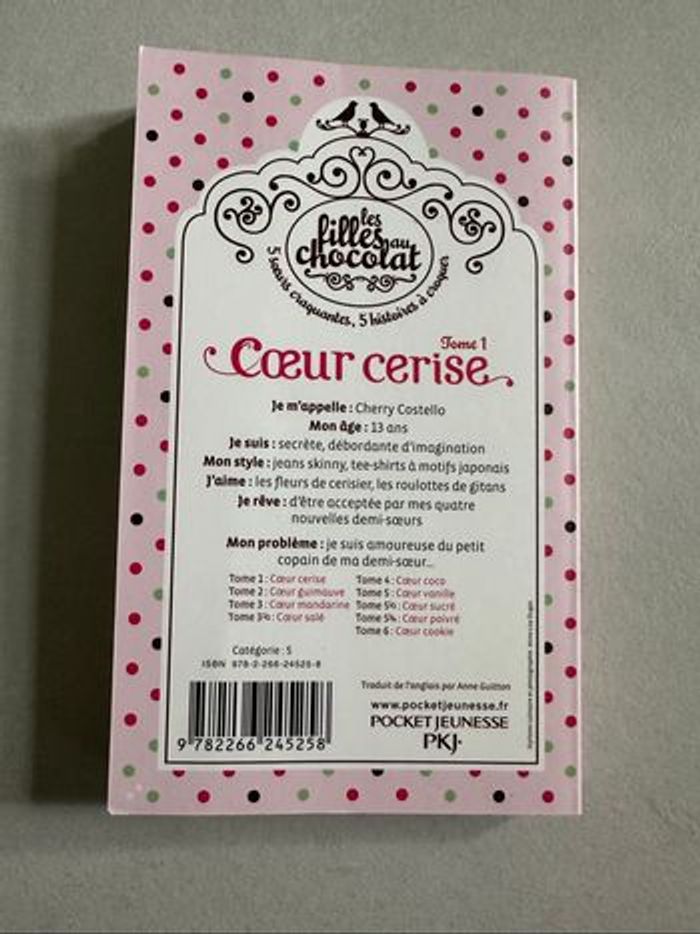 les
filles au
chocolat
5 sœurs craquantes, 5 histoires à croquer
Tome 1
Cœur cerise
Je m'appelle : Cherry Costello
Mon âge : 13 ans
Je suis : secrète, débordante d'imagination
Mon style : jeans skinny, tee-shirts à motifs japonais
J'aime : les fleurs de cerisier, les roulottes de gitans
Je rêve : d'être acceptée par mes quatre
nouvelles demi-sœurs
Mon problème : je suis amoureuse du petit
copain de ma demi-sœur...
Tome 1 : Cœur cerise
Tome 2 : Cœur guimauve
Tome 3 : Cœur mandarine
Tome 3½ : Cœur salé
Tome 4 : Cœur coco
Tome 5 : Cœur vanille
Tome 5½ : Cœur sucré
Tome 5¾ : Cœur poivré
Tome 6 : Cœur cookie
Catégorie : 5
ISBN 978-2-266-24525-8
9 782266 245258
Traduit de l'anglais par Anne Guitton
www.pocketjeunesse.fr
POCKET JEUNESSE
PKJ·